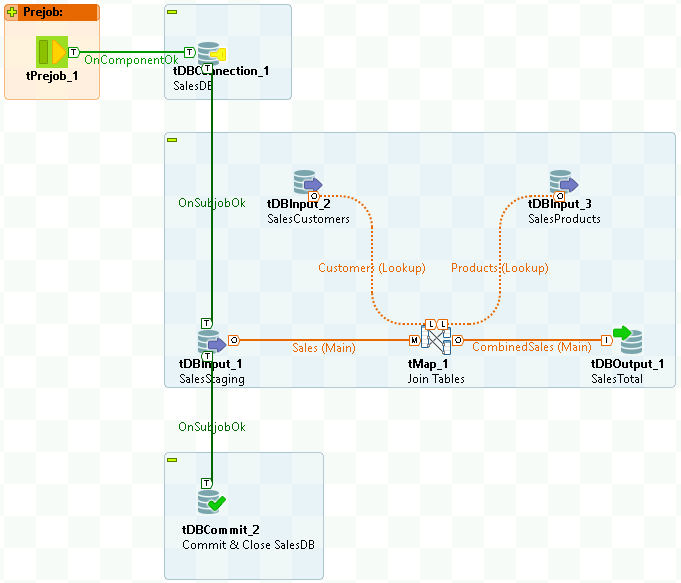 Prejob:
T
OnComponentOk
T
tPrejob_1
T
tDBConnection_1
SalesDB
OnSubjobOk
O
tDBInput_2
SalesCustomers
O
tDBInput_3
SalesProducts
Customers (Lookup)
Products (Lookup)
T
L
L
O
Sales (Main)
M
O
CombinedSales (Main)
I
T
tDBInput_1
SalesStaging
tMap_1
Join Tables
tDBOutput_1
SalesTotal
OnSubjobOk
T
tDBCommit_2
Commit & Close SalesDB